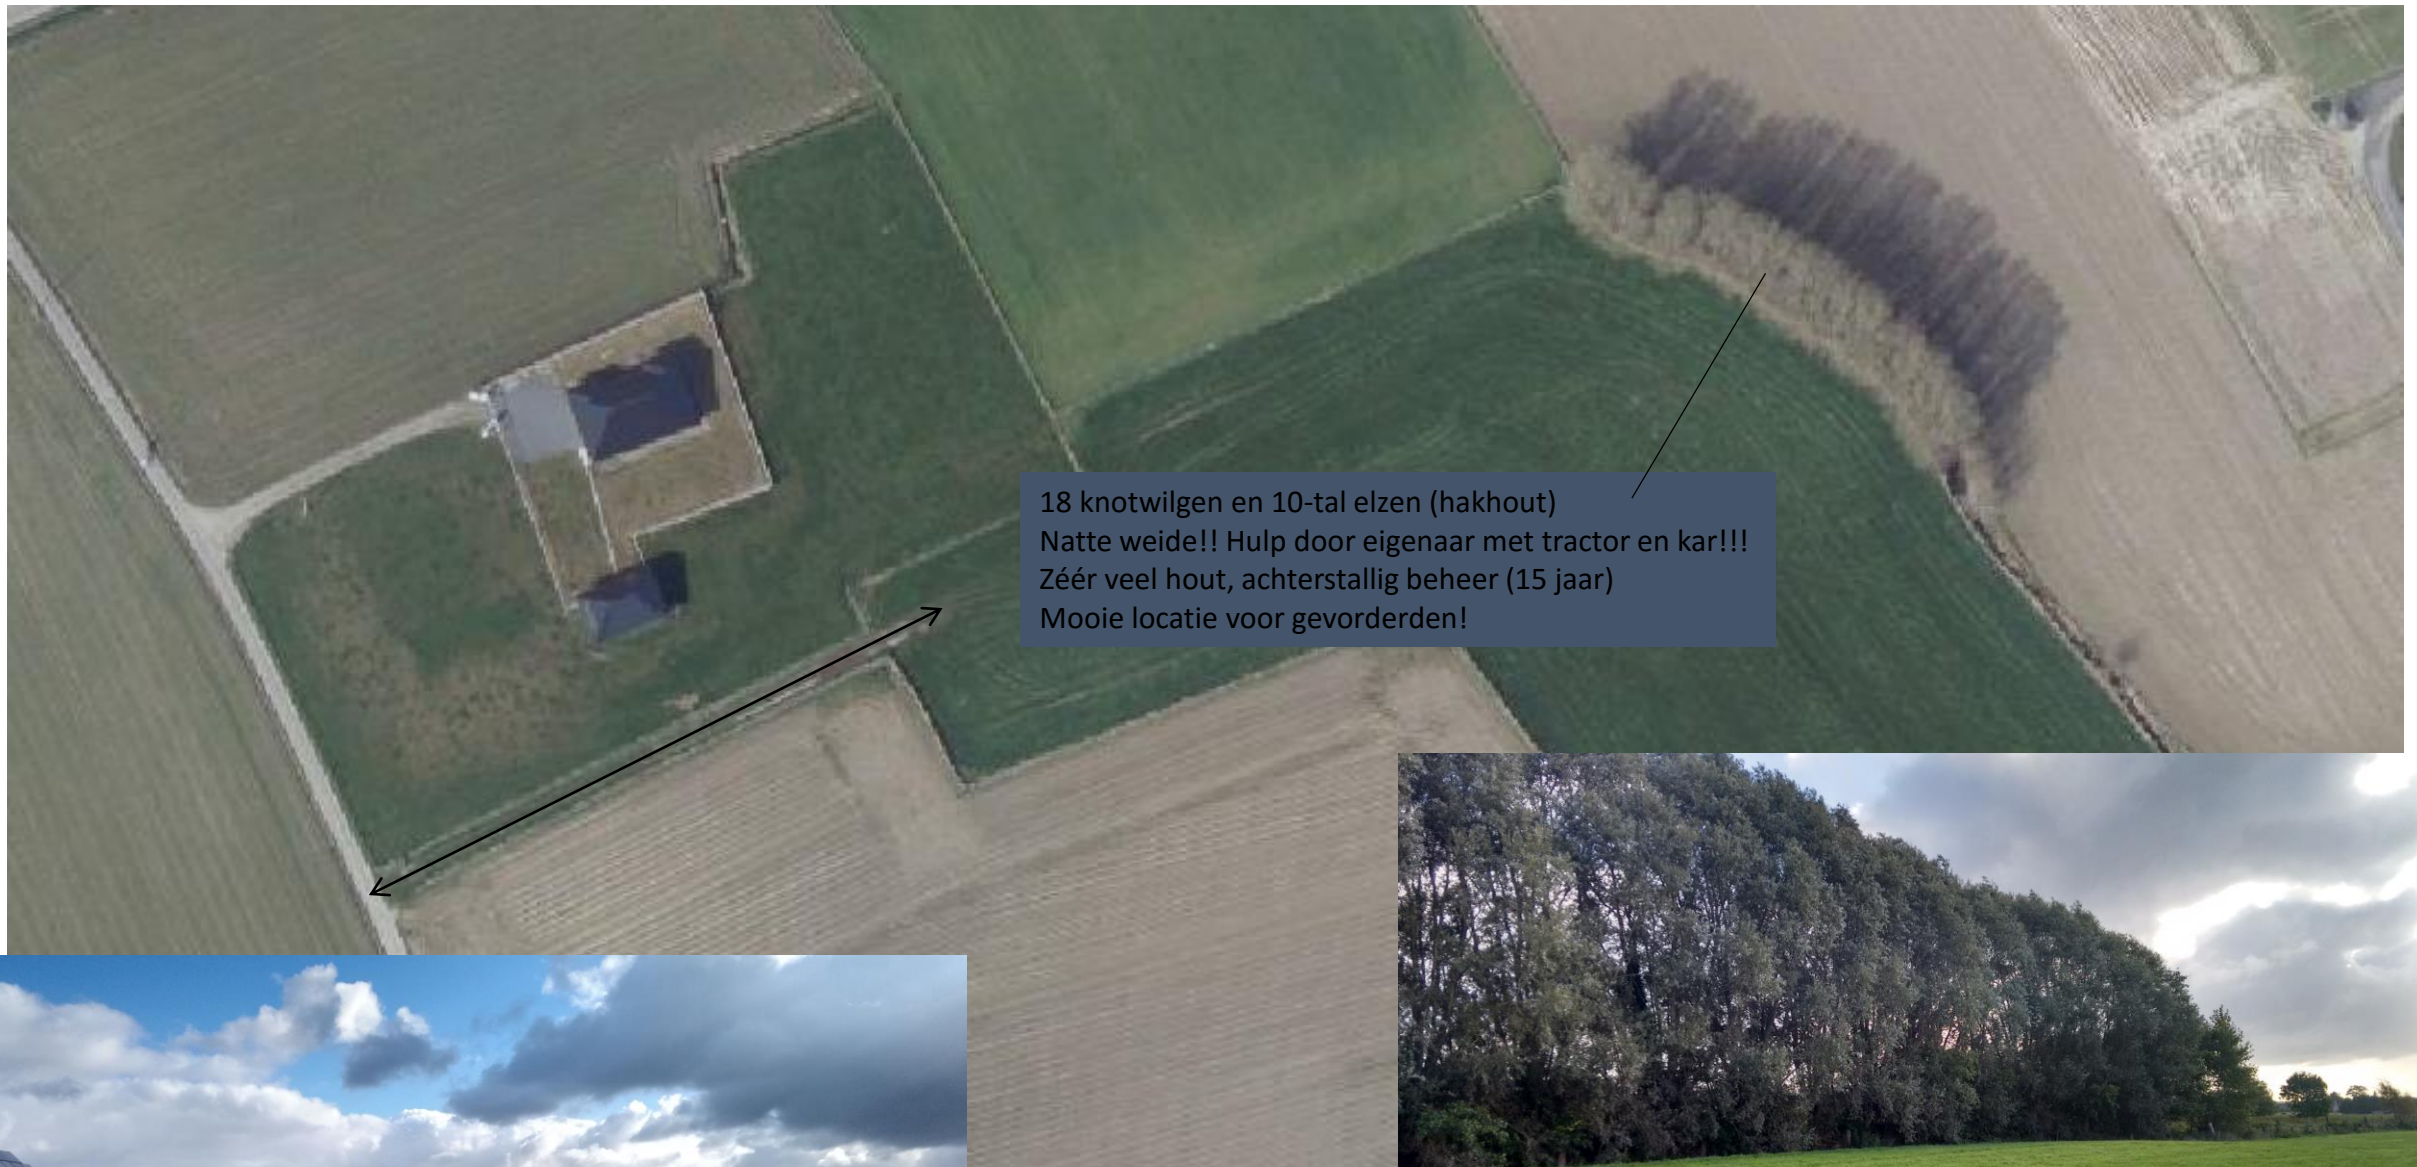 18 knotwilgen en 10-tal elzen (hakhout)
Natte weide!! Hulp door eigenaar met tractor en kar!!!
Zéér veel hout, achterstallig beheer (15 jaar)
Mooie locatie voor gevorderden!